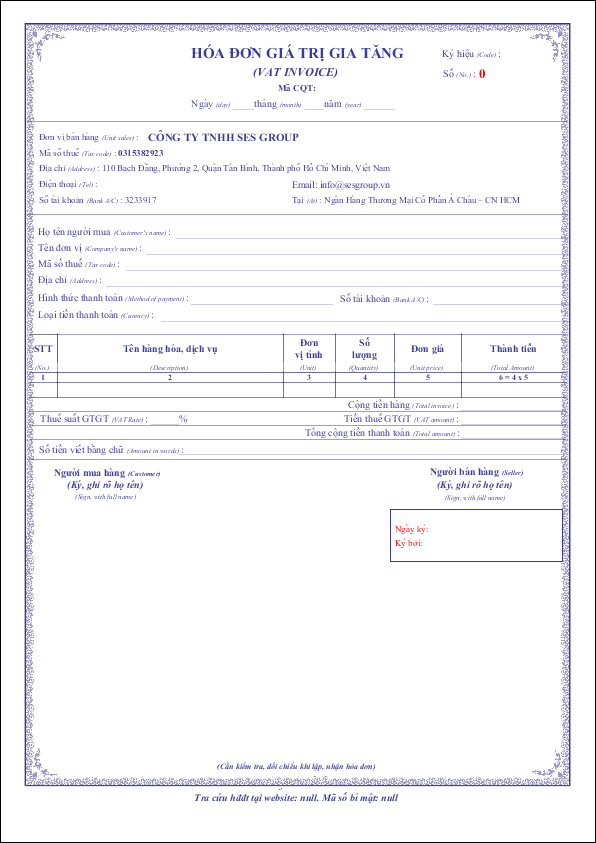 HÓA ĐƠN GIÁ TRỊ GIA TĂNG
Ký hiệu (Code) :
(VAT INVOICE)
Số (No.) : 0
Mã CQT:
Ngày (day) ____tháng (month) ____năm (year) ______
Đơn vị bán hàng (Unit sales) : CÔNG TY TNHH SES GROUP
Mã số thuế (Tax code) : 0315382923
Địa chỉ (Address) : 110 Bạch Đằng, Phường 2, Quận Tân Bình, Thành phố Hồ Chí Minh, Việt Nam
Điện thoại (Tel) : Email: info@sesgroup.vn
Số tài khoản (Bank A/C) : 3233917 Tại (At) : Ngân Hàng Thương Mại Cổ Phần Á Châu – CN HCM
Họ tên người mua (Customer's name) :
Tên đơn vị (Company's name) :
Mã số thuế (Tax code) :
Địa chỉ (Address) :
Hình thức thanh toán (Method of payment) : Số tài khoản (Bank A/C) :
Loại tiền thanh toán (Curency) :
STT Tên hàng hóa, dịch vụ Đơn vị tính Số lượng Đơn giá Thành tiền
(No.) (Description) (Unit) (Quantity) (Unit price) (Total Amount)
1 2 3 4 5 6 = 4 x 5
Cộng tiền hàng (Total invoice) :
Thuế suất GTGT (VAT Rate) : ______% Tiền thuế GTGT (VAT amount) :
Tổng cộng tiền thanh toán (Total amount) :
Số tiền viết bằng chữ (Amount in words) :
Người mua hàng (Customer) Người bán hàng (Seller)
(Ký, ghi rõ họ tên) (Ký, ghi rõ họ tên)
(Sign, with full name) (Sign, with full name)
Ngày ký:
Ký bởi:
(Cần kiểm tra, đối chiếu khi lập, nhận hóa đơn)
Tra cứu hđđt tại website: null. Mã số bí mật: null